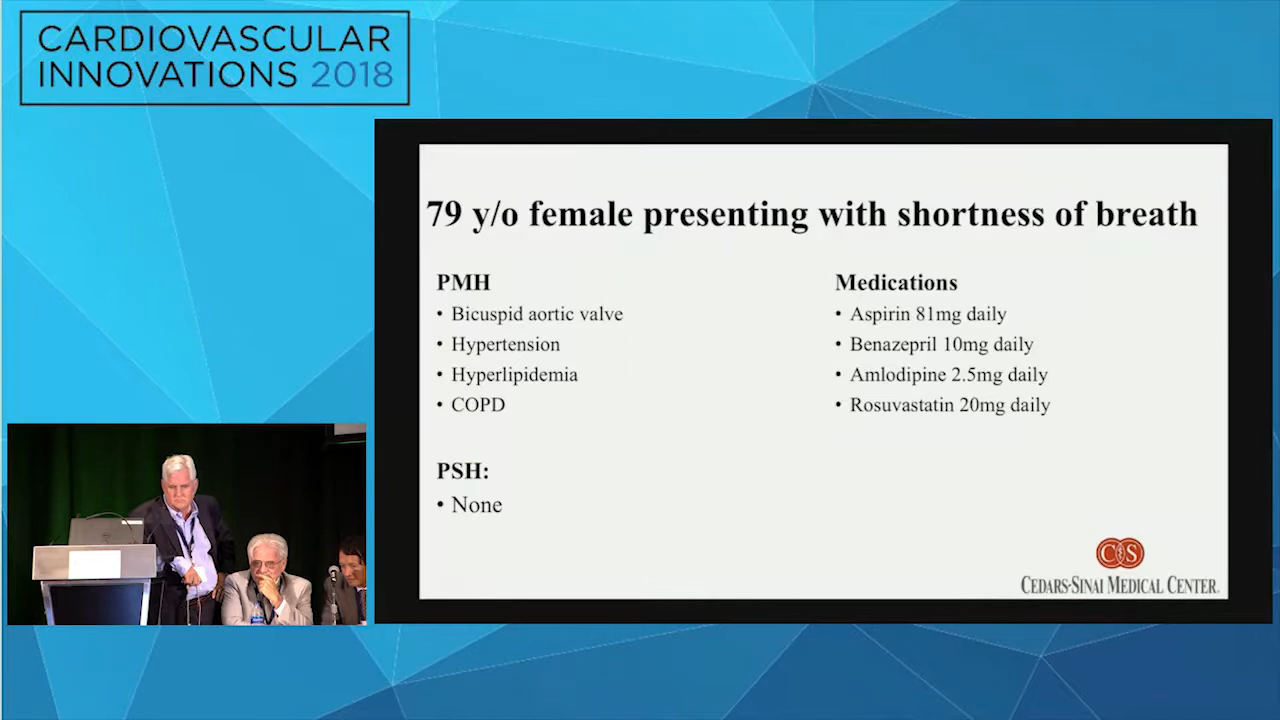 CARDIOVASCULAR
INNOVATIONS 2018
79 y/o female presenting with shortness of breath
PMH
• Bicuspid aortic valve
• Hypertension
• Hyperlipidemia
• COPD
PSH:
• None
Medications
• Aspirin 81mg daily
• Benazepril 10mg daily
• Amlodipine 2.5mg daily
• Rosuvastatin 20mg daily
CS
CEDARS-SINAI MEDICAL CENTER.